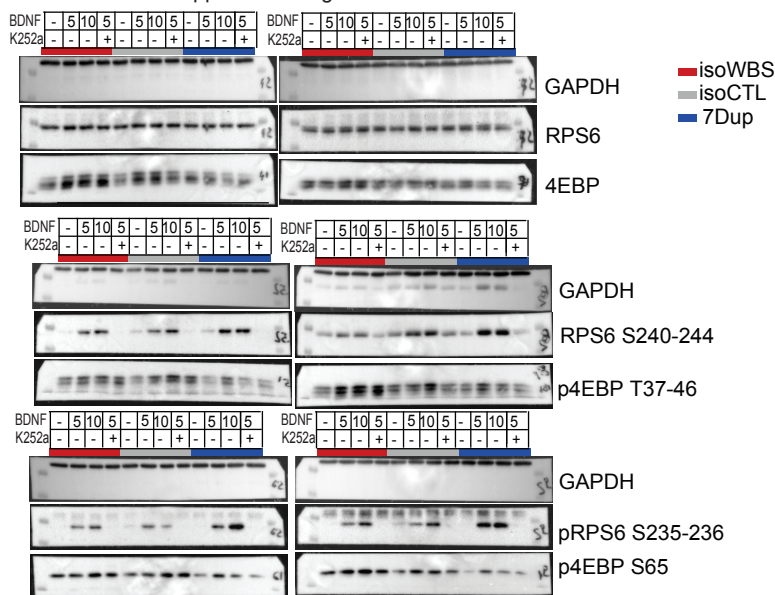 BDNF - 5 10 5 - 5 10 5 - 5 10 5
K252a - - - + - - - + - - - +
GAPDH
RPS6
4EBP
BDNF - 5 10 5 - 5 10 5 - 5 10 5
K252a - - - + - - - + - - - +
isoWBS
isoCTL
7Dup
BDNF - 5 10 5 - 5 10 5 - 5 10 5
K252a - - - + - - - + - - - +
GAPDH
RPS6 S240-244
p4EBP T37-46
BDNF - 5 10 5 - 5 10 5 - 5 10 5
K252a - - - + - - - + - - - +
BDNF - 5 10 5 - 5 10 5 - 5 10 5
K252a - - - + - - - + - - - +
GAPDH
pRPS6 S235-236
p4EBP S65
BDNF - 5 10 5 - 5 10 5 - 5 10 5
K252a - - - + - - - + - - - +